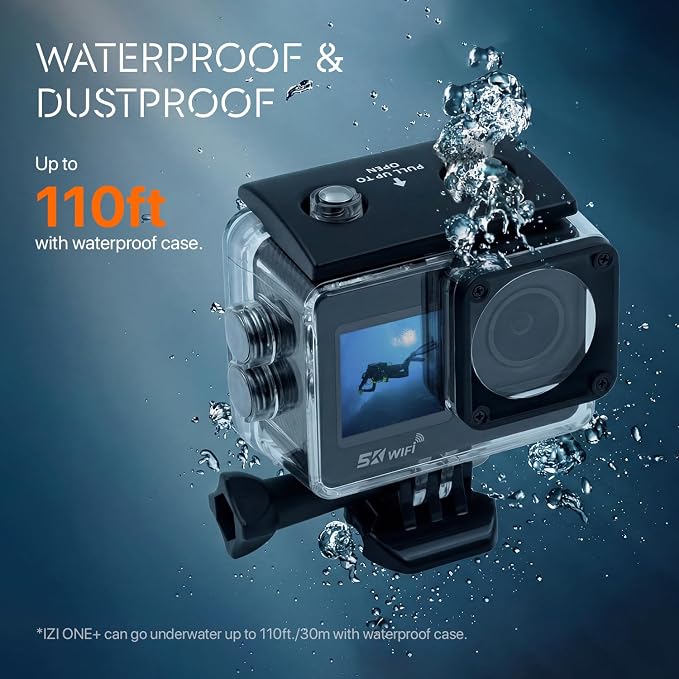 WATERPROOF &
DUSTPROOF
Up to
110ft
with waterproof case.
PULL UP TO
OPEN
5K WIFI
*IZI ONE+ can go underwater up to 110ft./30m with waterproof case.